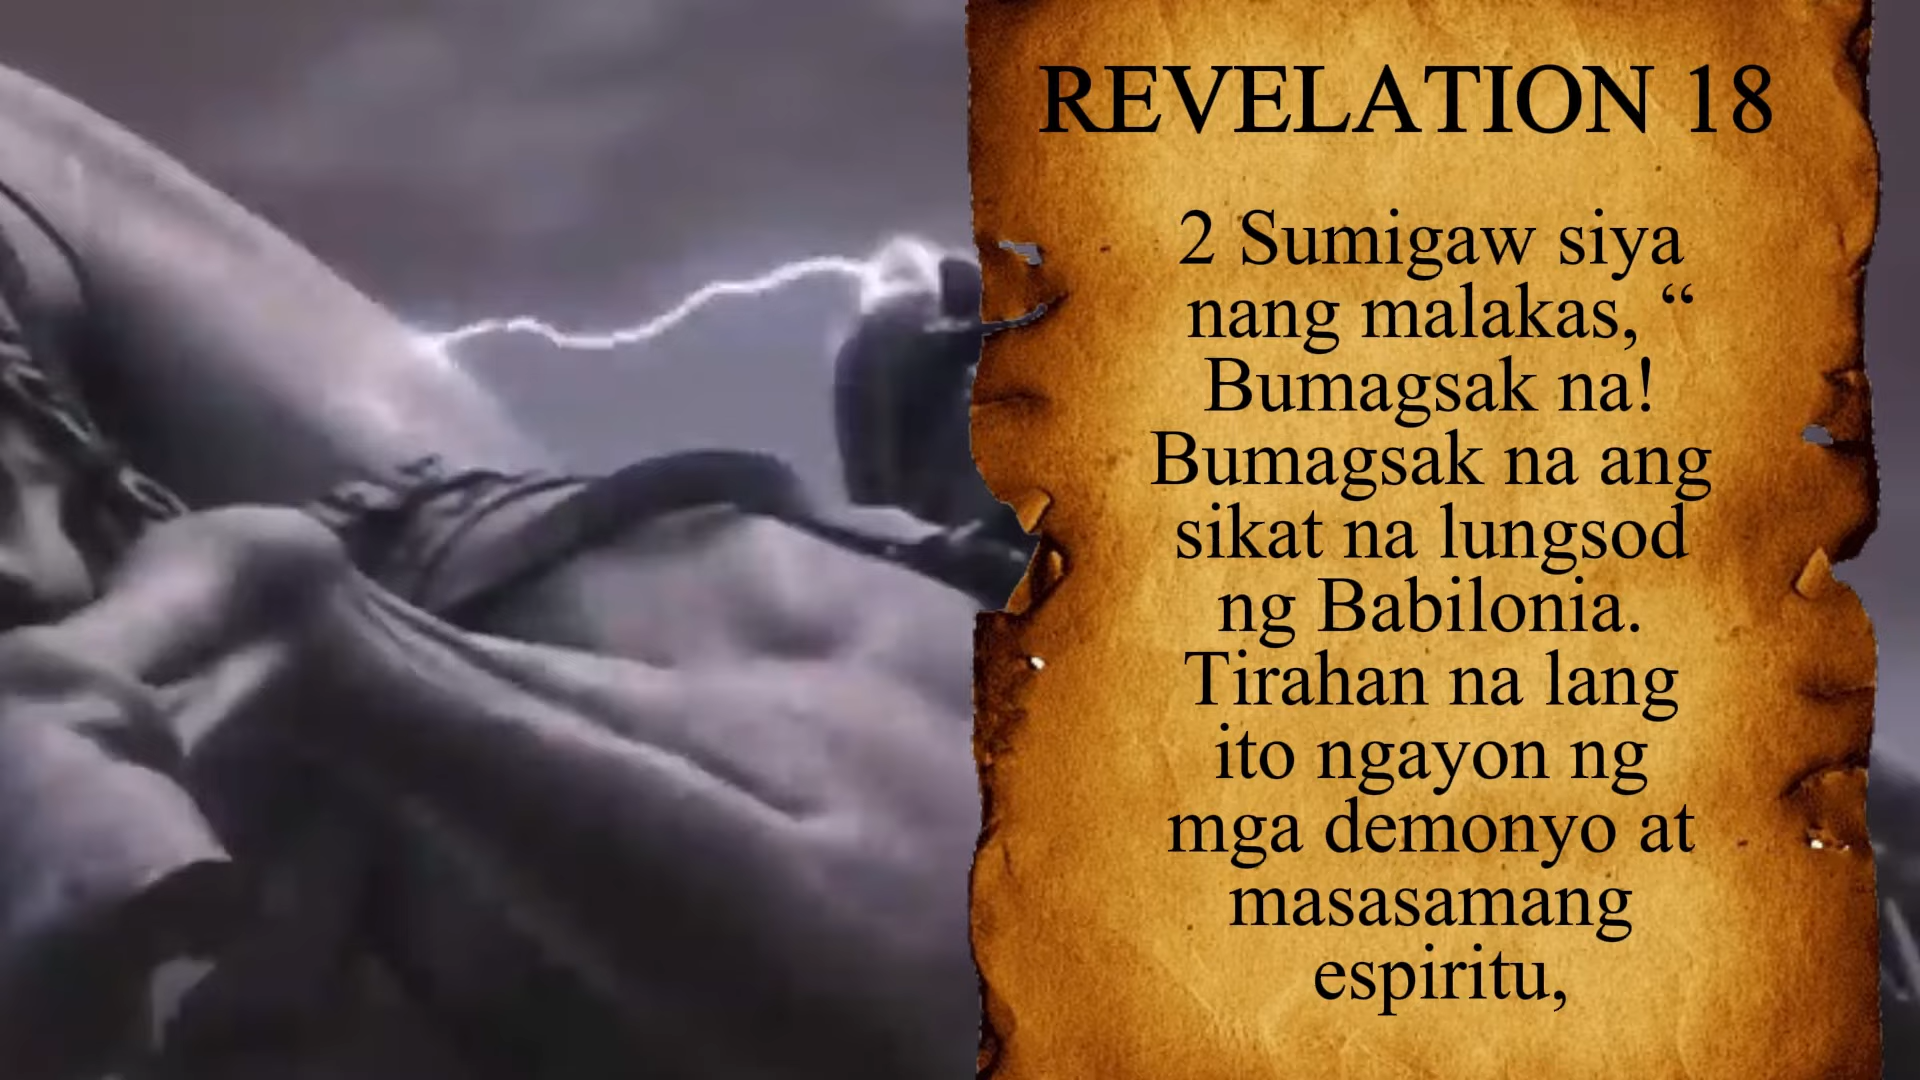 REVELATION 18
2 Sumigaw siya
nang malakas, “
Bumagsak na!
Bumagsak na ang
sikat na lungsod
ng Babilonia.
Tirahan na lang
ito ngayon ng
mga demonyo at
masasamang
espiritu,